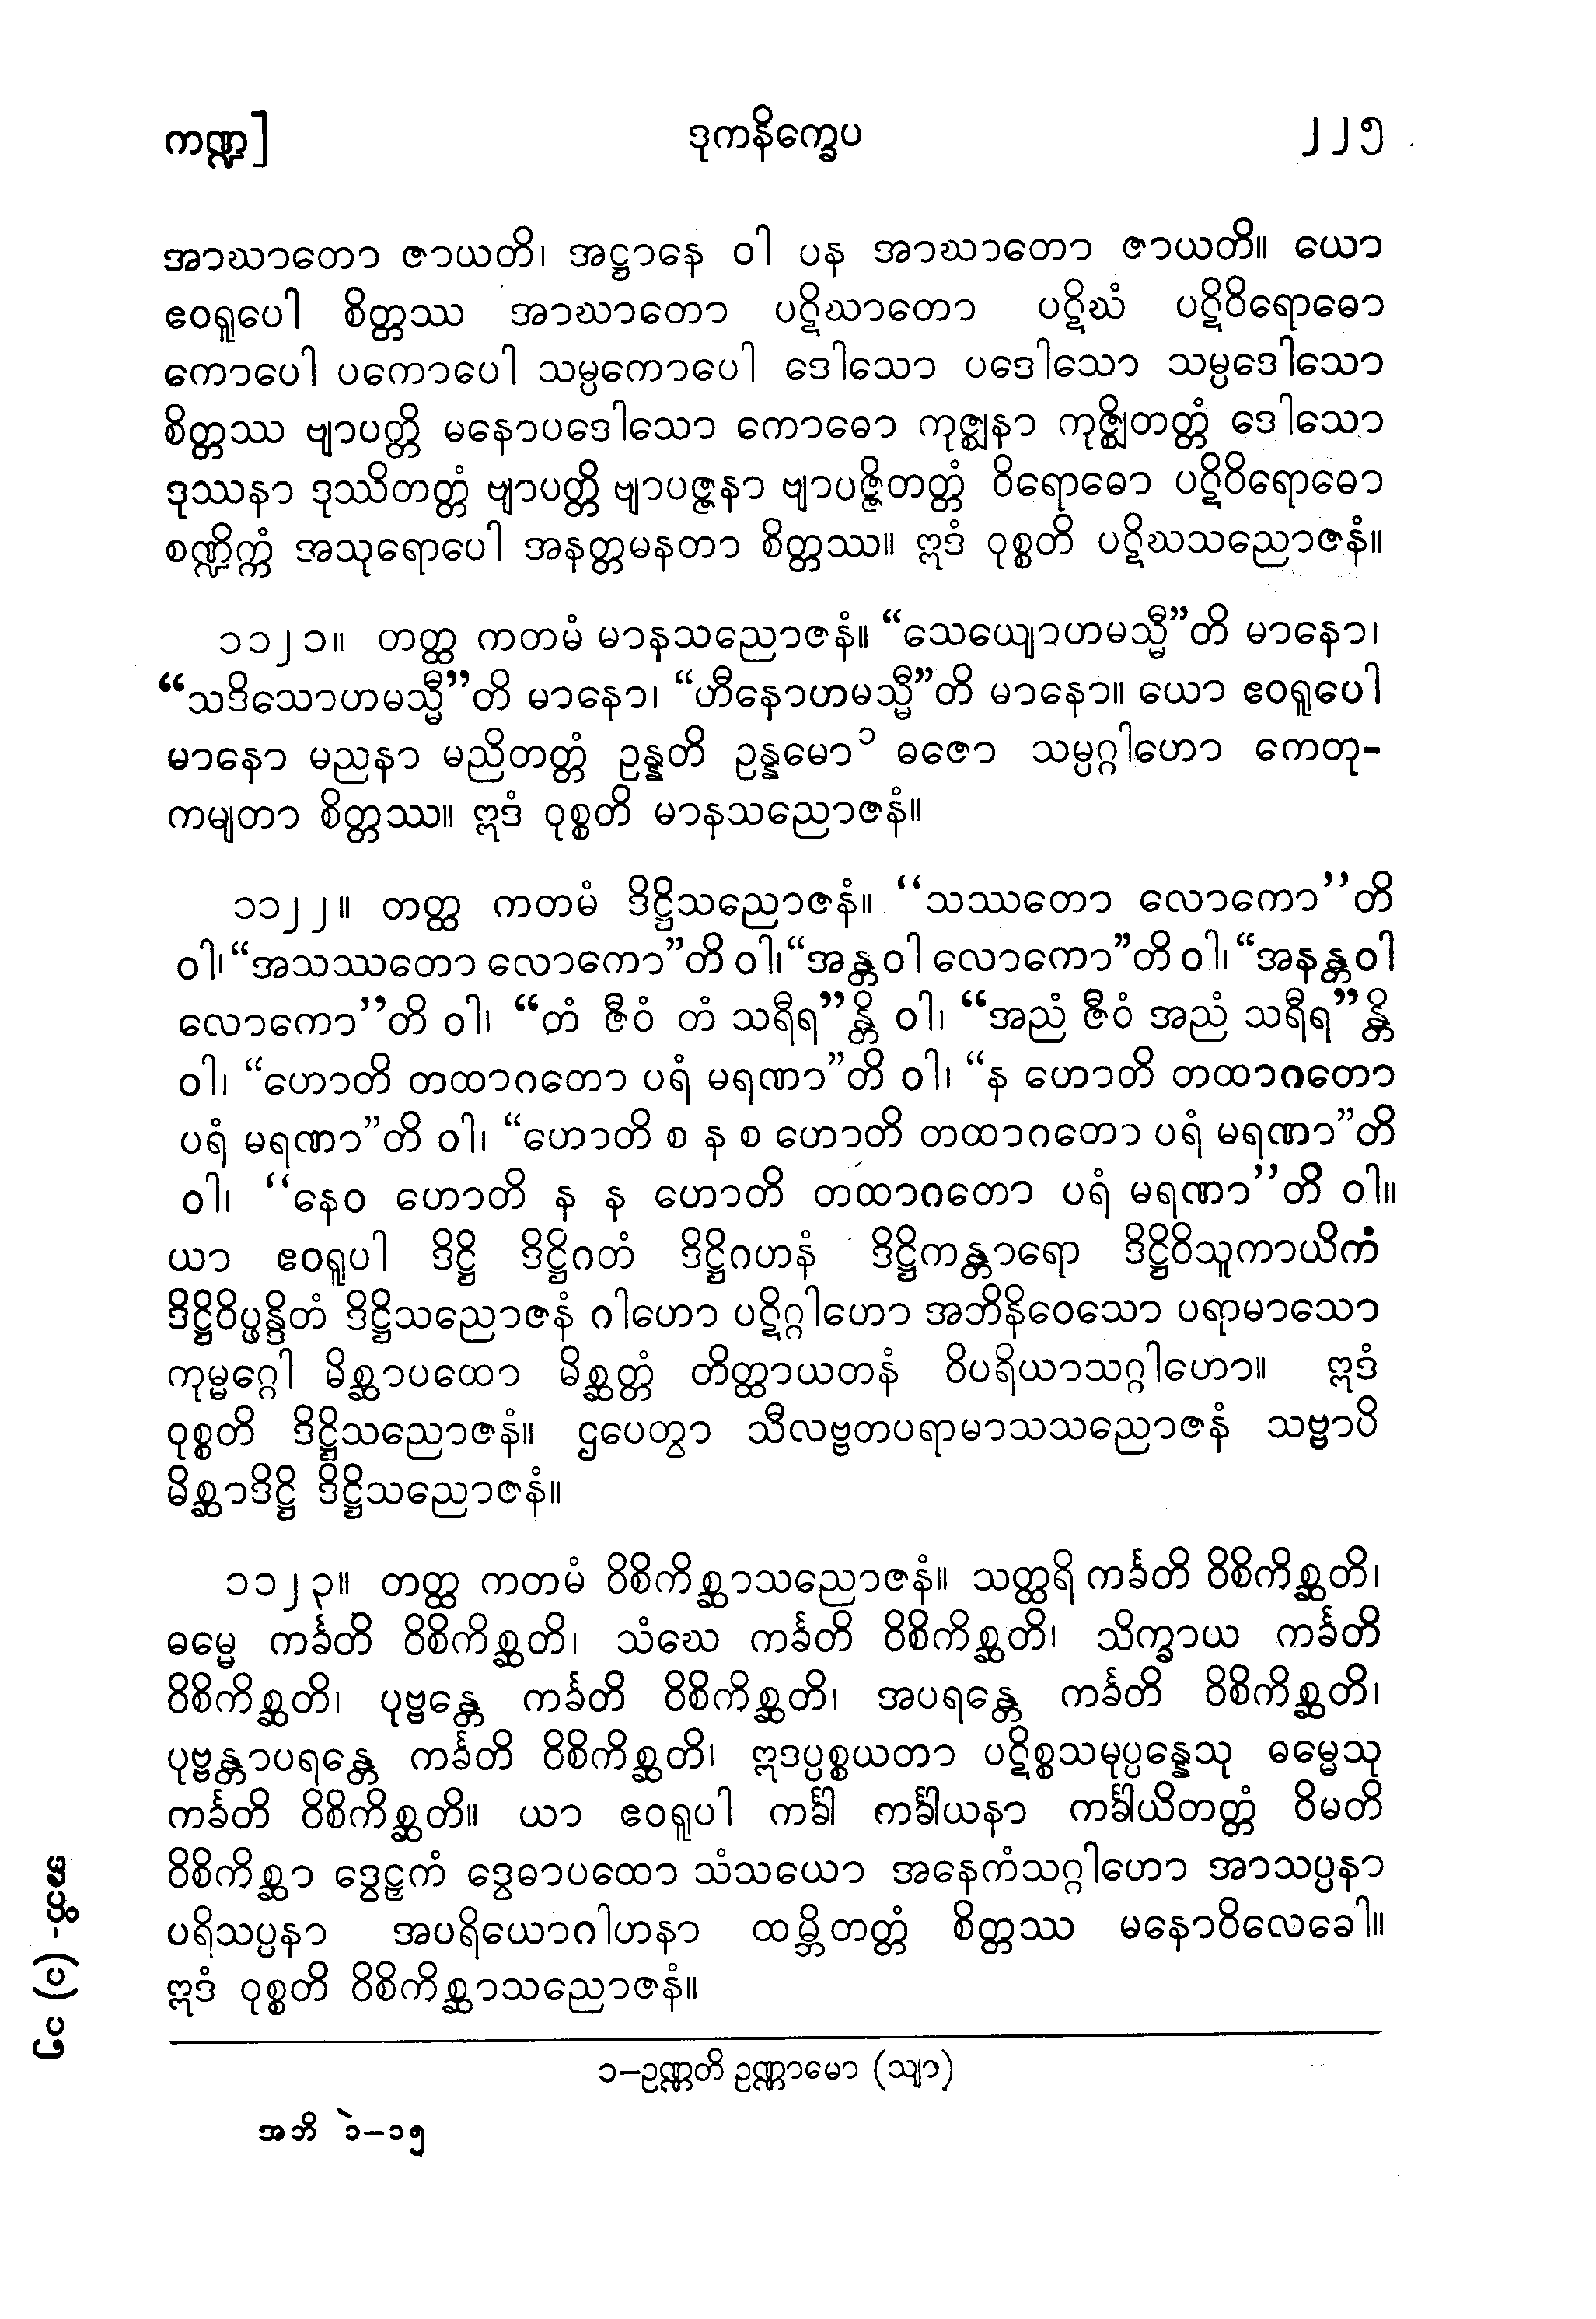 ကဏ္ဍ] ဒုကနိက္ခေပ ၂၂၅
အာဃာတော ဇာယတိ၊ အဋ္ဌာနေ ဝါ ပန အာဃာတော ဇာယတိ။ ယော
ဧဝရူပေါ စိတ္တဿ အာဃာတော ပဋိဃာတော ပဋိဃံ ပဋိဝိရောဓော
ကောပေါ ပကောပေါ သမ္ပကောပေါ ဒေါသော ပဒေါသော သမ္ပဒေါသော
စိတ္တဿ ဗျာပတ္တိ မနောပဒေါသော ကောဓော ကုဇ္ဈနာ ကုဇ္ဈိတတ္တံ ဒေါသော
ဒုဿနာ ဒုဿိတတ္တံ ဗျာပတ္တိ ဗျာပဇ္ဇနာ ဗျာပဇ္ဇိတတ္တံ ဝိရောဓော ပဋိဝိရောဓော
စဏ္ဍိက္ကံ အသုရောပေါ အနတ္တမနတာ စိတ္တဿ။ ဣဒံ ဝုစ္စတိ ပဋိဃသညောဇနံ။
၁၁၂၁။ တတ္ထ ကတမံ မာနသညောဇနံ။ “သေယျောဟမသ္မီ”တိ မာနော၊
“သဒိသောဟမသ္မီ”တိ မာနော၊ “ဟီနောဟမသ္မီ”တိ မာနော။ ယော ဧဝရူပေါ
မာနော မညနာ မညိတတ္တံ ဥန္နတိ ဥန္နမော၁ ဓဇော သမ္ပဂ္ဂါဟော ကေတု-
ကမျတာ စိတ္တဿ။ ဣဒံ ဝုစ္စတိ မာနသညောဇနံ။
၁၁၂၂။ တတ္ထ ကတမံ ဒိဋ္ဌိသညောဇနံ။ ‘‘သဿတော လောကော’’တိ
ဝါ၊ “အသဿတော လောကော”တိ ဝါ၊ “အန္တဝါ လောကော”တိ ဝါ၊ “အနန္တဝါ
လောကော’’တိ ဝါ၊ “တံ ဇီဝံ တံ သရီရ”န္တိ ဝါ၊ “အညံ ဇီဝံ အညံ သရီရ”န္တိ
ဝါ၊ “ဟောတိ တထာဂတော ပရံ မရဏာ”တိ ဝါ၊ “န ဟောတိ တထာဂတော
ပရံ မရဏာ”တိ ဝါ၊ “ဟောတိ စ န စ ဟောတိ တထာဂတော ပရံ မရဏာ”တိ
ဝါ၊ ‘‘နေဝ ဟောတိ န န ဟောတိ တထာဂတော ပရံ မရဏာ’’တိ ဝါ။
ယာ ဧဝရူပါ ဒိဋ္ဌိ ဒိဋ္ဌိဂတံ ဒိဋ္ဌိဂဟနံ ဒိဋ္ဌိကန္တာရော ဒိဋ္ဌိဝိသူကာယိကံ
ဒိဋ္ဌိဝိပ္ဖန္ဒိတံ ဒိဋ္ဌိသညောဇနံ ဂါဟော ပဋိဂ္ဂါဟော အဘိနိဝေသော ပရာမာသော
ကုမ္မဂ္ဂေါ မိစ္ဆာပထော မိစ္ဆတ္တံ တိတ္ထာယတနံ ဝိပရိယာသဂ္ဂါဟော။ ဣဒံ
ဝုစ္စတိ ဒိဋ္ဌိသညောဇနံ။ ဌပေတွာ သီလဗ္ဗတပရာမာသသညောဇနံ သဗ္ဗာပိ
မိစ္ဆာဒိဋ္ဌိ ဒိဋ္ဌိသညောဇနံ။
၁၁၂၃။ တတ္ထ ကတမံ ဝိစိကိစ္ဆာသညောဇနံ။ သတ္ထရိ ကင်္ခတိ ဝိစိကိစ္ဆတိ၊
ဓမ္မေ ကင်္ခတိ ဝိစိကိစ္ဆတိ၊ သံဃေ ကင်္ခတိ ဝိစိကိစ္ဆတိ၊ သိက္ခာယ ကင်္ခတိ
ဝိစိကိစ္ဆတိ၊ ပုဗ္ဗန္တေ ကင်္ခတိ ဝိစိကိစ္ဆတိ၊ အပရန္တေ ကင်္ခတိ ဝိစိကိစ္ဆတိ၊
ပုဗ္ဗန္တာပရန္တေ ကင်္ခတိ ဝိစိကိစ္ဆတိ၊ ဣဒပ္ပစ္စယတာ ပဋိစ္စသမုပ္ပန္နေသု ဓမ္မေသု
ကင်္ခတိ ဝိစိကိစ္ဆတိ။ ယာ ဧဝရူပါ ကင်္ခါ ကင်္ခါယနာ ကင်္ခါယိတတ္တံ ဝိမတိ
ဝိစိကိစ္ဆာ ဒွေဠှကံ ဒွေဓာပထော သံသယော အနေကံသဂ္ဂါဟော အာသပ္ပနာ
ပရိသပ္ပနာ အပရိယောဂါဟနာ ထမ္ဘိတတ္တံ စိတ္တဿ မနောဝိလေခေါ။
ဣဒံ ဝုစ္စတိ ဝိစိကိစ္ဆာသညောဇနံ။
၁–ဥဏ္ဏတိ ဥဏ္ဏာမော (သျာ)
အဘိ ၁–၁၅